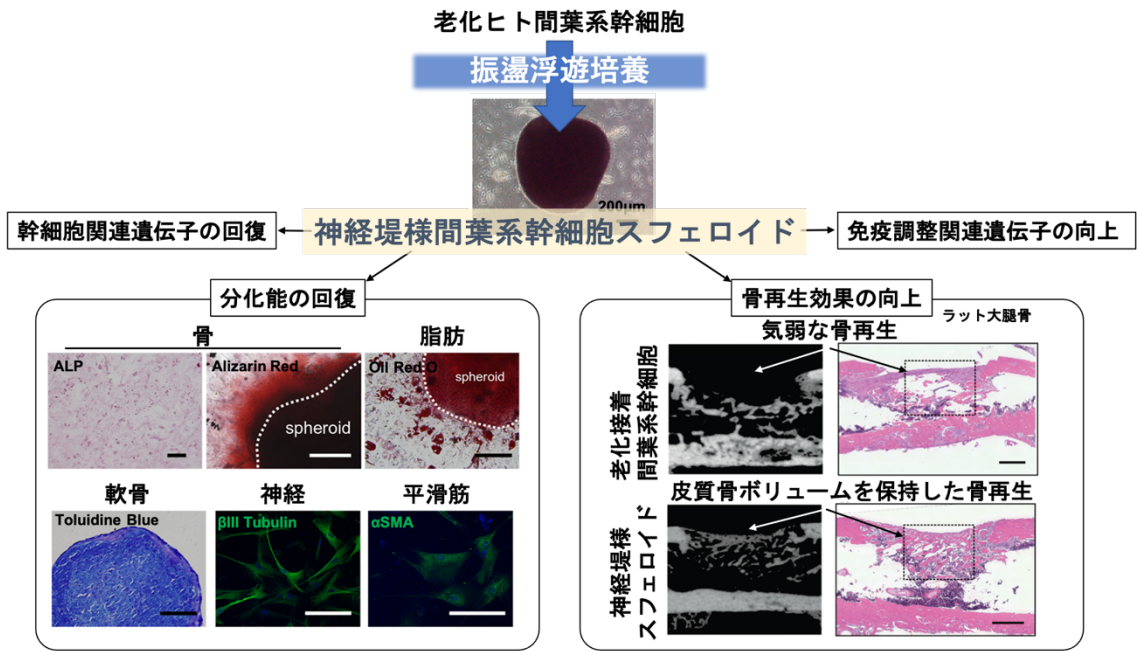 老化ヒト間葉系幹細胞
振盪浮遊培養
200μm
神経堤様間葉系幹細胞スフェロイド
幹細胞関連遺伝子の回復
免疫調整関連遺伝子の向上
分化能の回復
骨
脂肪
ALP
Alizarin Red
Oil Red O
spheroid
spheroid
軟骨
神経
平滑筋
Toluidine Blue
βIII Tubulin
αSMA
骨再生効果の向上
ラット大腿骨
気弱な骨再生
老化接着
間葉系幹細胞
皮質骨ボリュームを保持した骨再生
神経堤様
スフェロイド